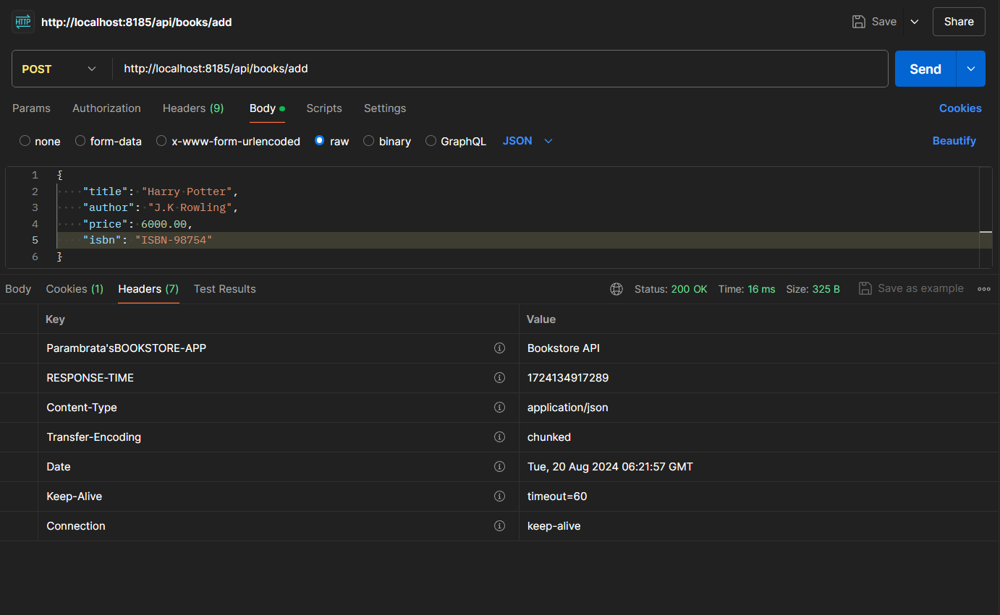 HTTP http://localhost:8185/api/books/add Save Share
POST http://localhost:8185/api/books/add Send
Params Authorization Headers (9) Body Scripts Settings Cookies
none form-data x-www-form-urlencoded raw binary GraphQL JSON Beautify
1 {
2 "title": "Harry Potter",
3 "author": "J.K Rowling",
4 "price": 6000.00,
5 "isbn": "ISBN-98754"
6 }
Body Cookies (1) Headers (7) Test Results Status: 200 OK Time: 16 ms Size: 325 B Save as example
Key Value
Parambrata'sBOOKSTORE-APP Bookstore API
RESPONSE-TIME 1724134917289
Content-Type application/json
Transfer-Encoding chunked
Date Tue, 20 Aug 2024 06:21:57 GMT
Keep-Alive timeout=60
Connection keep-alive